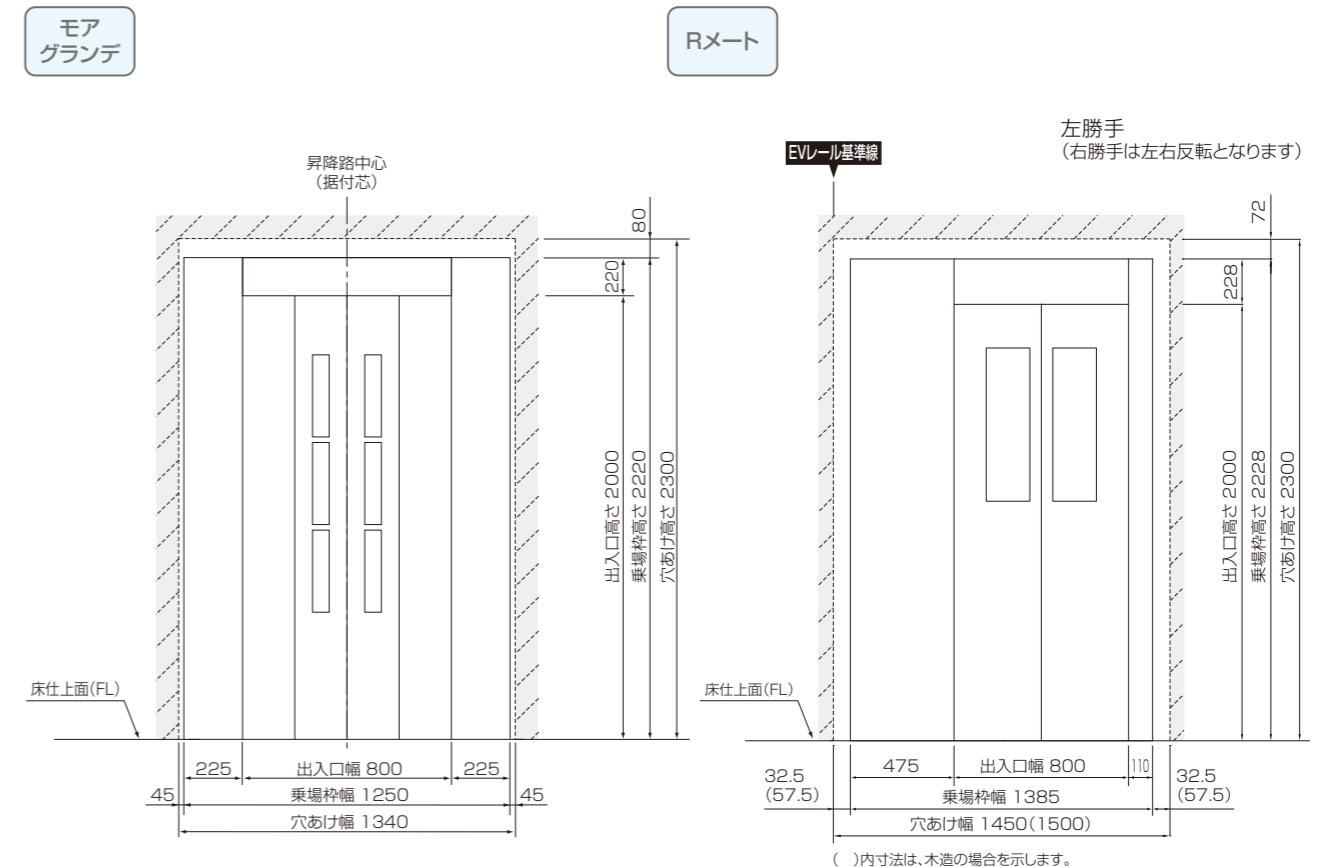 モア
グランデ
昇降路中心
(据付芯)
80
220
出入口高さ 2000
乗場枠高さ 2220
穴あけ高さ 2300
床仕上面(FL)
225
出入口幅 800
225
45
乗場枠幅 1250
45
穴あけ幅 1340
Rメート
左勝手
(右勝手は左右反転となります)
EVレール基準線
72
228
出入口高さ 2000
乗場枠高さ 2228
穴あけ高さ 2300
床仕上面(FL)
475
出入口幅 800
110
32.5
(57.5)
乗場枠幅 1385
32.5
(57.5)
穴あけ幅 1450(1500)
( )内寸法は、木造の場合を示します。